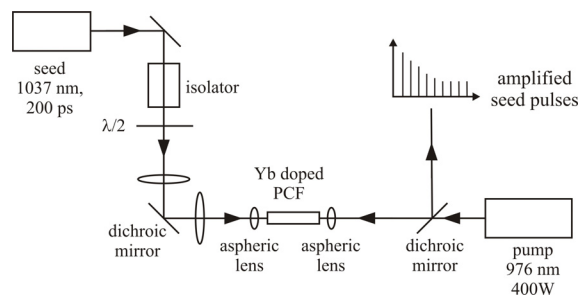 seed
1037 nm,
200 ps
isolator
λ/2
dichroic
mirror
aspheric
lens
Yb doped
PCF
aspheric
lens
dichroic
mirror
amplified
seed pulses
pump
976 nm
400W